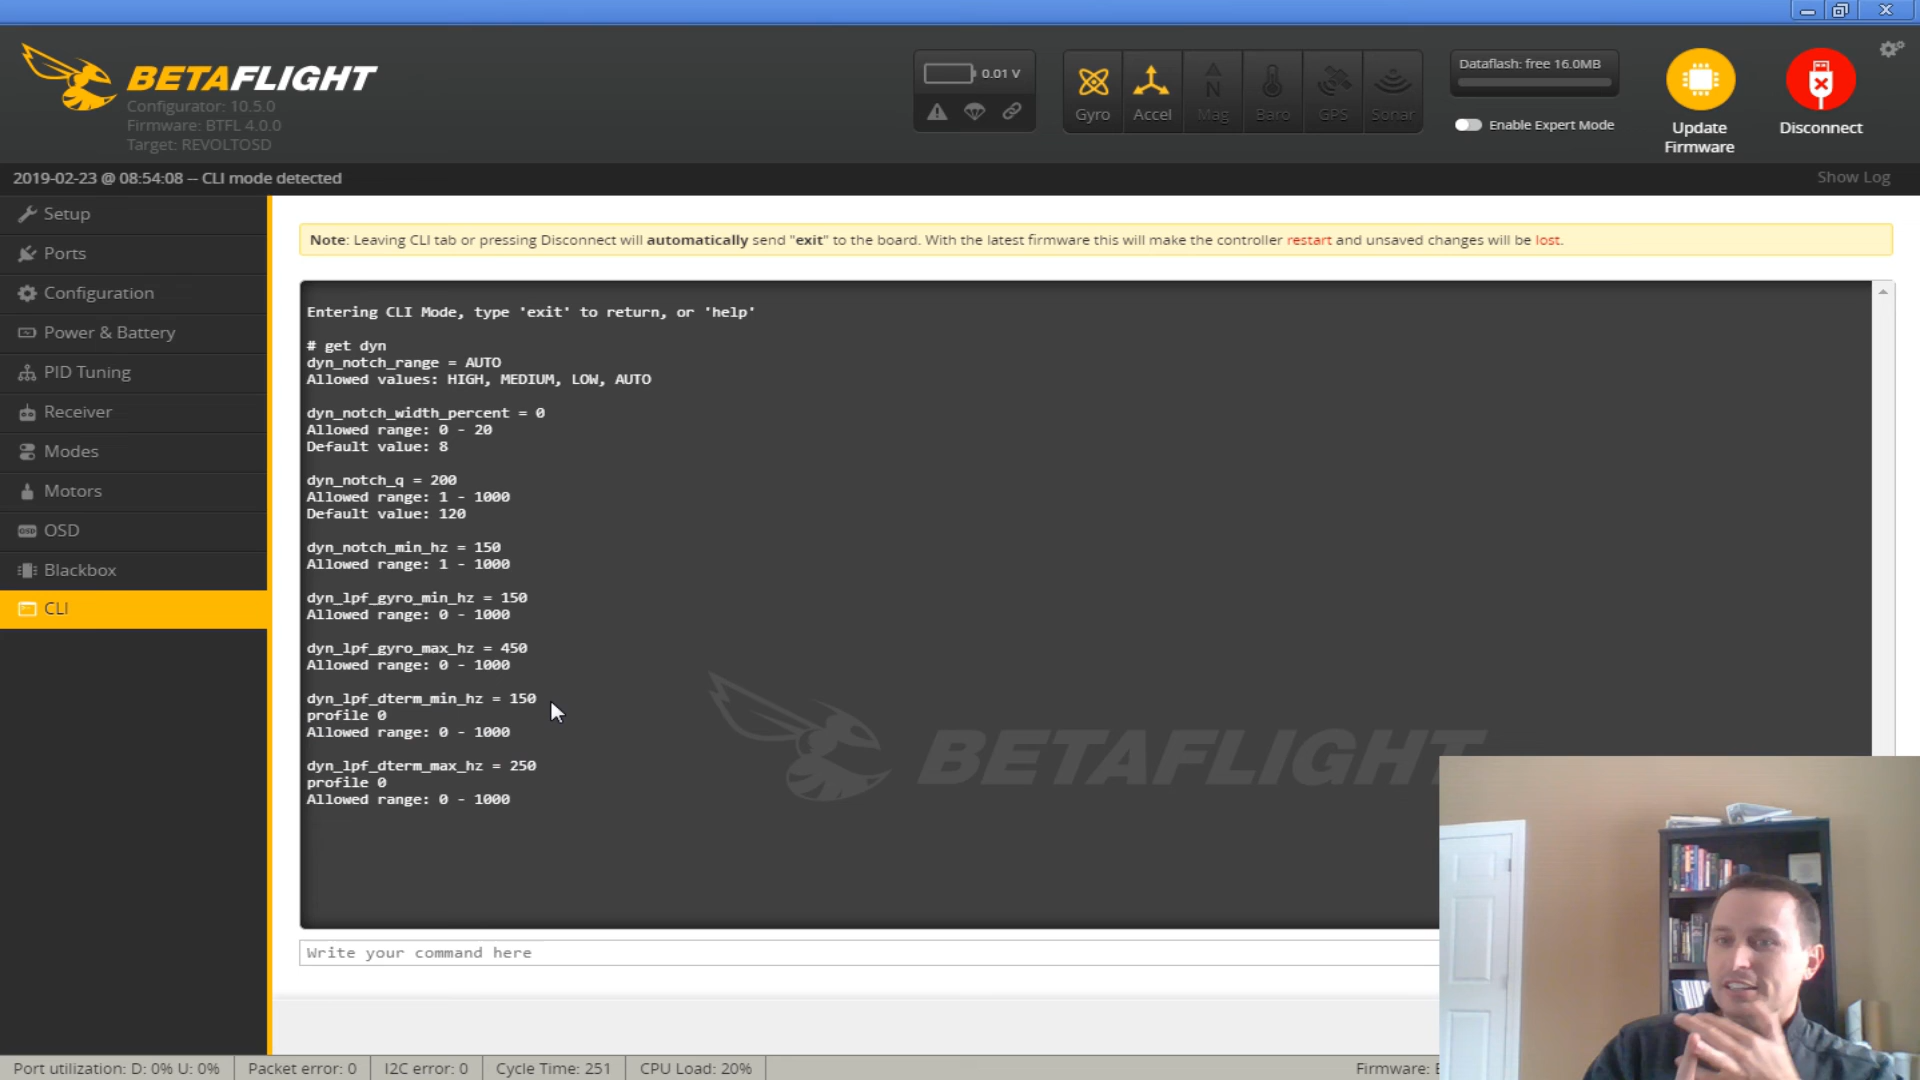 BETAFLIGHT
Configurator: 10.5.0
Firmware: BTFL 4.0.0
Target: REVOLTOSD
0.01 V
Gyro
Accel
Mag
Baro
GPS
Sonar
Dataflash: free 16.0MB
Enable Expert Mode
Update
Firmware
Disconnect
2019-02-23 @ 08:54:08 -- CLI mode detected
Show Log
Setup
Ports
Configuration
Power & Battery
PID Tuning
Receiver
Modes
Motors
OSD
Blackbox
CLI
Note: Leaving CLI tab or pressing Disconnect will automatically send "exit" to the board. With the latest firmware this will make the controller restart and unsaved changes will be lost.
Entering CLI Mode, type 'exit' to return, or 'help'
# get dyn
dyn_notch_range = AUTO
Allowed values: HIGH, MEDIUM, LOW, AUTO
dyn_notch_width_percent = 0
Allowed range: 0 - 20
Default value: 8
dyn_notch_q = 200
Allowed range: 1 - 1000
Default value: 120
dyn_notch_min_hz = 150
Allowed range: 1 - 1000
dyn_lpf_gyro_min_hz = 150
Allowed range: 0 - 1000
dyn_lpf_gyro_max_hz = 450
Allowed range: 0 - 1000
dyn_lpf_dterm_min_hz = 150
profile 0
Allowed range: 0 - 1000
dyn_lpf_dterm_max_hz = 250
profile 0
Allowed range: 0 - 1000
BETAFLIGHT
Write your command here
Port utilization: D: 0% U: 0%
Packet error: 0
I2C error: 0
Cycle Time: 251
CPU Load: 20%
Firmware: